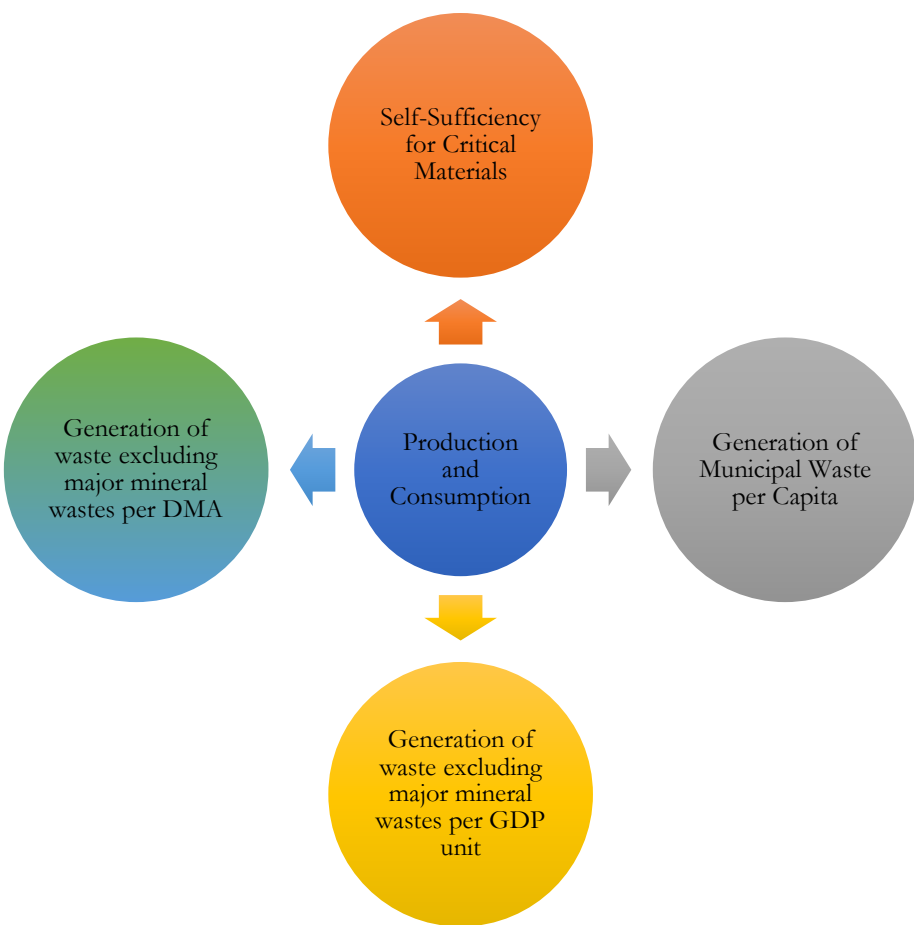 Self-Sufficiency
for Critical
Materials
Generation of
waste excluding
major mineral
wastes per DMA
Production
and
Consumption
Generation of
Municipal Waste
per Capita
Generation of
waste excluding
major mineral
wastes per GDP
unit